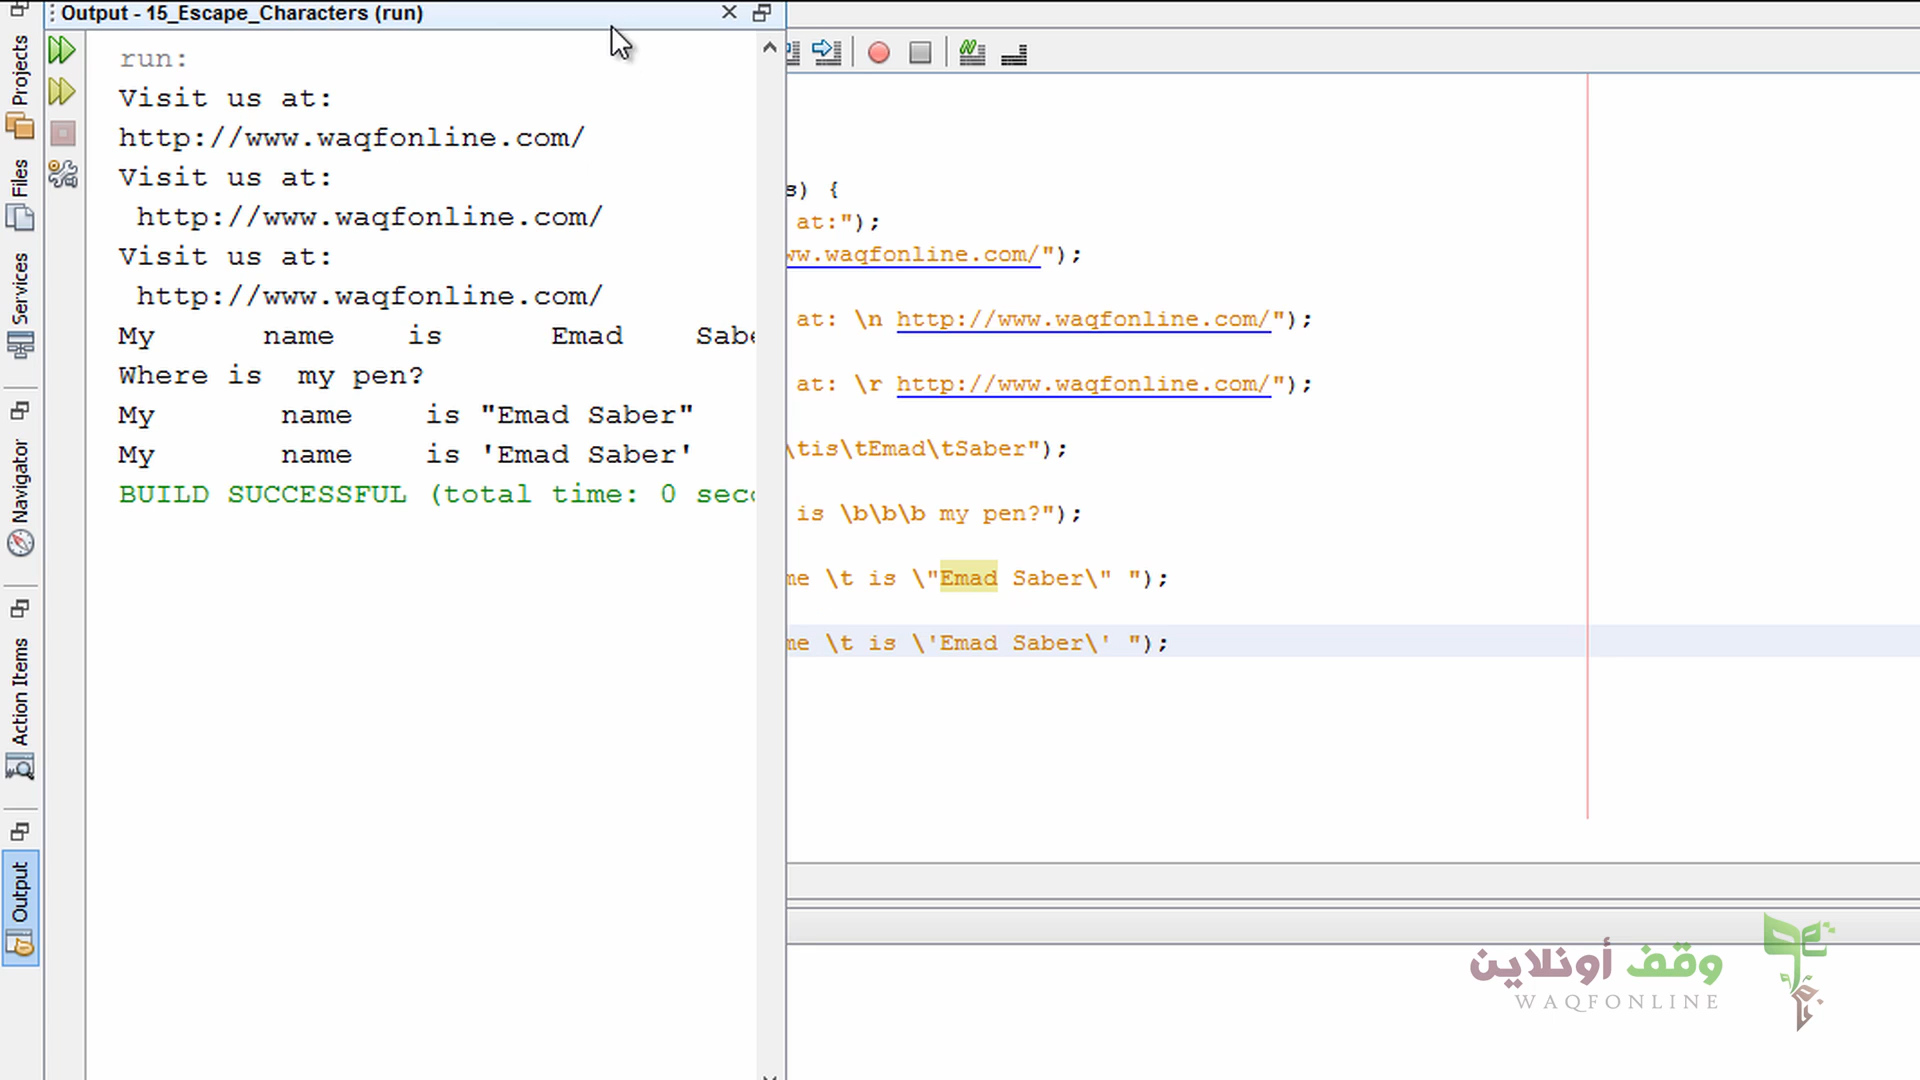 Output - 15_Escape_Characters (run)
run:
Visit us at:
http://www.waqfonline.com/
Visit us at:
http://www.waqfonline.com/
Visit us at:
http://www.waqfonline.com/
My name is Emad Sabe
Where is my pen?
My name is "Emad Saber"
My name is 'Emad Saber'
BUILD SUCCESSFUL (total time: 0 seco
Projects
Files
Services
Navigator
Action Items
Output
s) {
at:");
ww.waqfonline.com/");
at: \n http://www.waqfonline.com/");
at: \r http://www.waqfonline.com/");
\tis\tEmad\tSaber");
is \b\b\b my pen?");
me \t is \"Emad Saber\" ");
me \t is \'Emad Saber\' ");
وقف أونلاين
WAQFONLINE